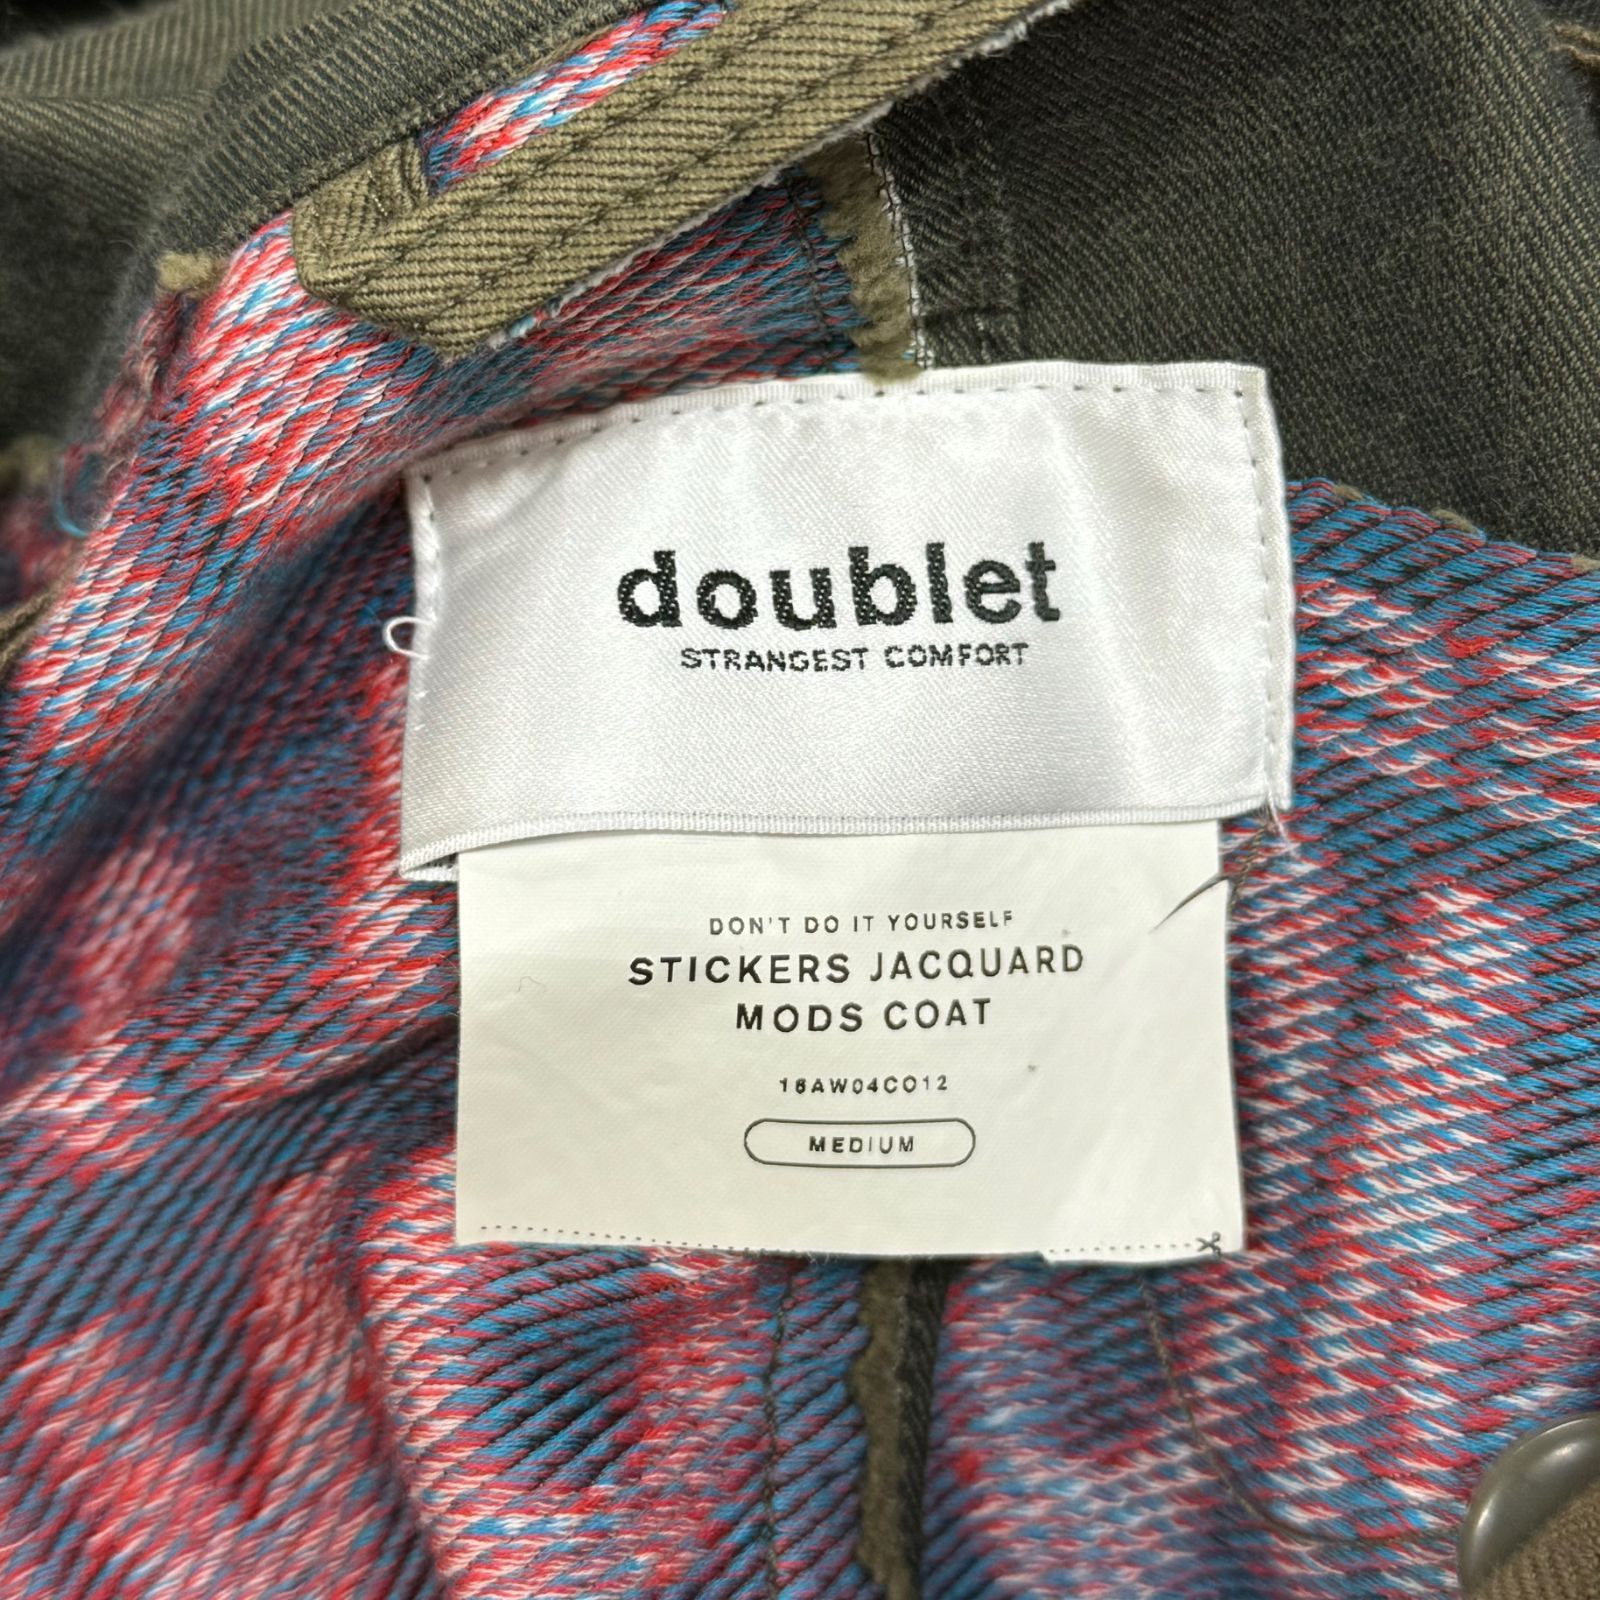 doublet
STRANGEST COMFORT
DON'T DO IT YOURSELF
STICKERS JACQUARD
MODS COAT
16AW04CO12
MEDIUM